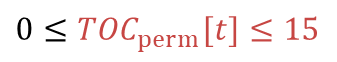 0 ≤ TOC_perm[t] ≤ 15